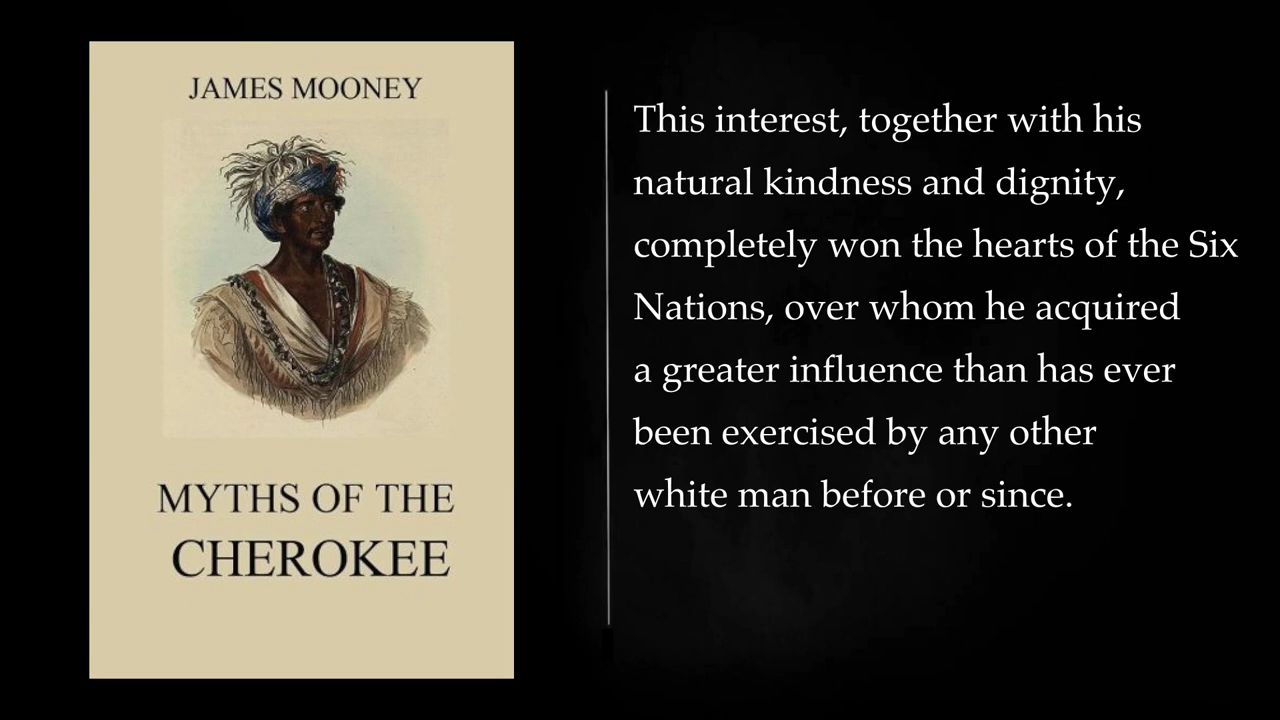 JAMES MOONEY
MYTHS OF THE
CHEROKEE
This interest, together with his
natural kindness and dignity,
completely won the hearts of the Six
Nations, over whom he acquired
a greater influence than has ever
been exercised by any other
white man before or since.